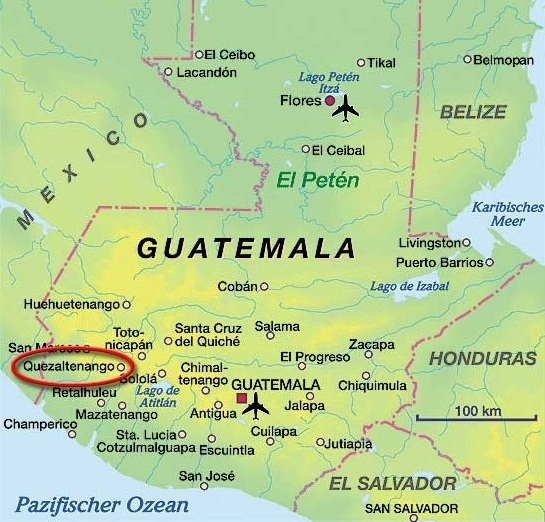 El Ceibo
Tikal
Belmopan
Lacandón
Lago Petén
Itzá
Flores
BELIZE
MEXICO
El Ceibal
El Petén
Karibisches
Meer
GUATEMALA
Livingston
Puerto Barrios
Cobán
Lago de Izabal
Huehuetenango
Salama
Santa Cruz
del Quiché
Toto-
nicapán
San Marcos
Zacapa
El Progreso
HONDURAS
Quezaltenango
Sololá
Chimal-
tenango
GUATEMALA
Chiquimula
Retalhuleu
Lago de
Atitlán
Jalapa
100 km
Mazatenango
Antigua
Champerico
Sta. Lucia
Cotzulmalguapa
Escuintla
Cuilapa
Jutiapa
San José
EL SALVADOR
Pazifischer Ozean
SAN SALVADOR